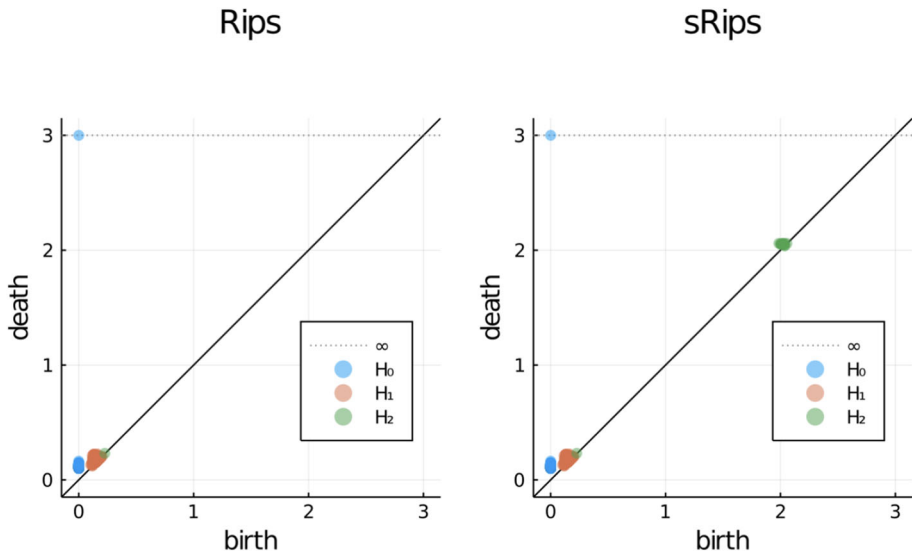 Rips
3
2
1
0
death
∞
H₀
H₁
H₂
0 1 2 3
birth
sRips
3
2
1
0
death
∞
H₀
H₁
H₂
0 1 2 3
birth